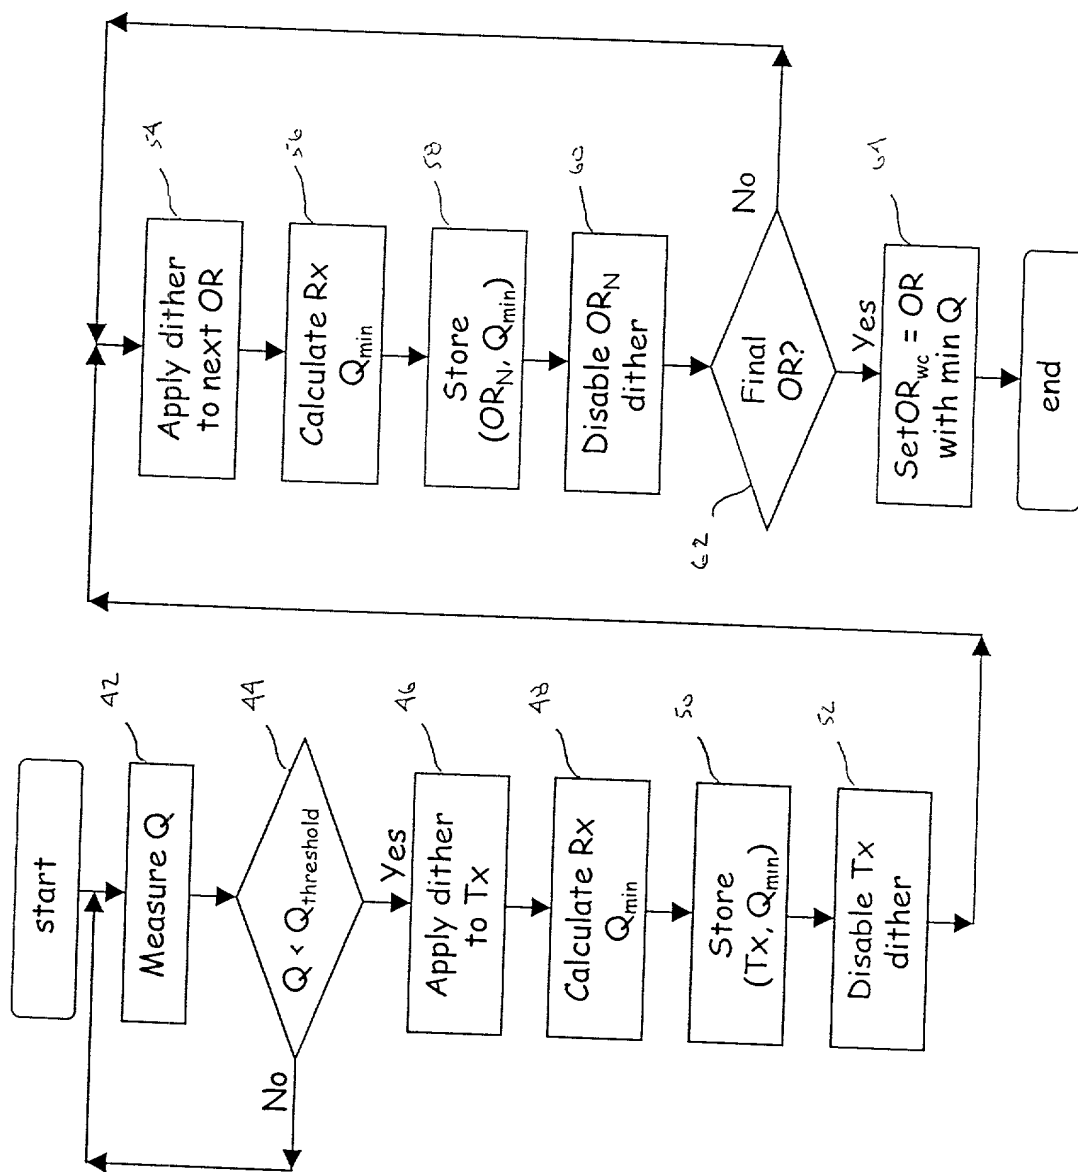 start
42
Measure Q
44
Q < Qthreshold
No
Yes
46
Apply dither
to Tx
48
Calculate Rx
Qmin
50
Store
(Tx, Qmin)
52
Disable Tx
dither
54
Apply dither
to next OR
56
Calculate Rx
Qmin
58
Store
(ORN, Qmin)
60
Disable ORN
dither
62
Final
OR?
No
Yes
64
SetORwc = OR
with min Q
end